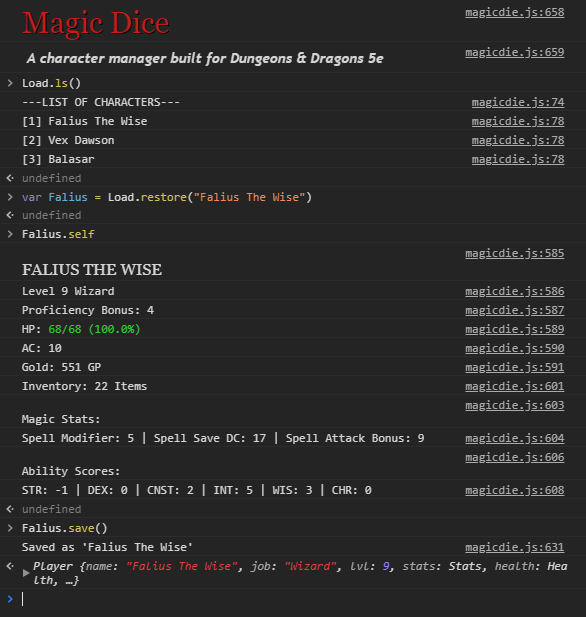 Magic Dice magicdie.js:658
A character manager built for Dungeons & Dragons 5e magicdie.js:659
> Load.ls()
---LIST OF CHARACTERS--- magicdie.js:74
[1] Falius The Wise magicdie.js:78
[2] Vex Dawson magicdie.js:78
[3] Balasar magicdie.js:78
undefined
> var Falius = Load.restore("Falius The Wise")
undefined
> Falius.self
magicdie.js:585
FALIUS THE WISE
Level 9 Wizard magicdie.js:586
Proficiency Bonus: 4 magicdie.js:587
HP: 68/68 (100.0%) magicdie.js:589
AC: 10 magicdie.js:590
Gold: 551 GP magicdie.js:591
Inventory: 22 Items magicdie.js:601
magicdie.js:603
Magic Stats:
Spell Modifier: 5 | Spell Save DC: 17 | Spell Attack Bonus: 9 magicdie.js:604
magicdie.js:606
Ability Scores:
STR: -1 | DEX: 0 | CNST: 2 | INT: 5 | WIS: 3 | CHR: 0 magicdie.js:608
undefined
> Falius.save()
Saved as 'Falius The Wise' magicdie.js:631
Player {name: "Falius The Wise", job: "Wizard", lvl: 9, stats: Stats, health: Hea
lth, …}
>